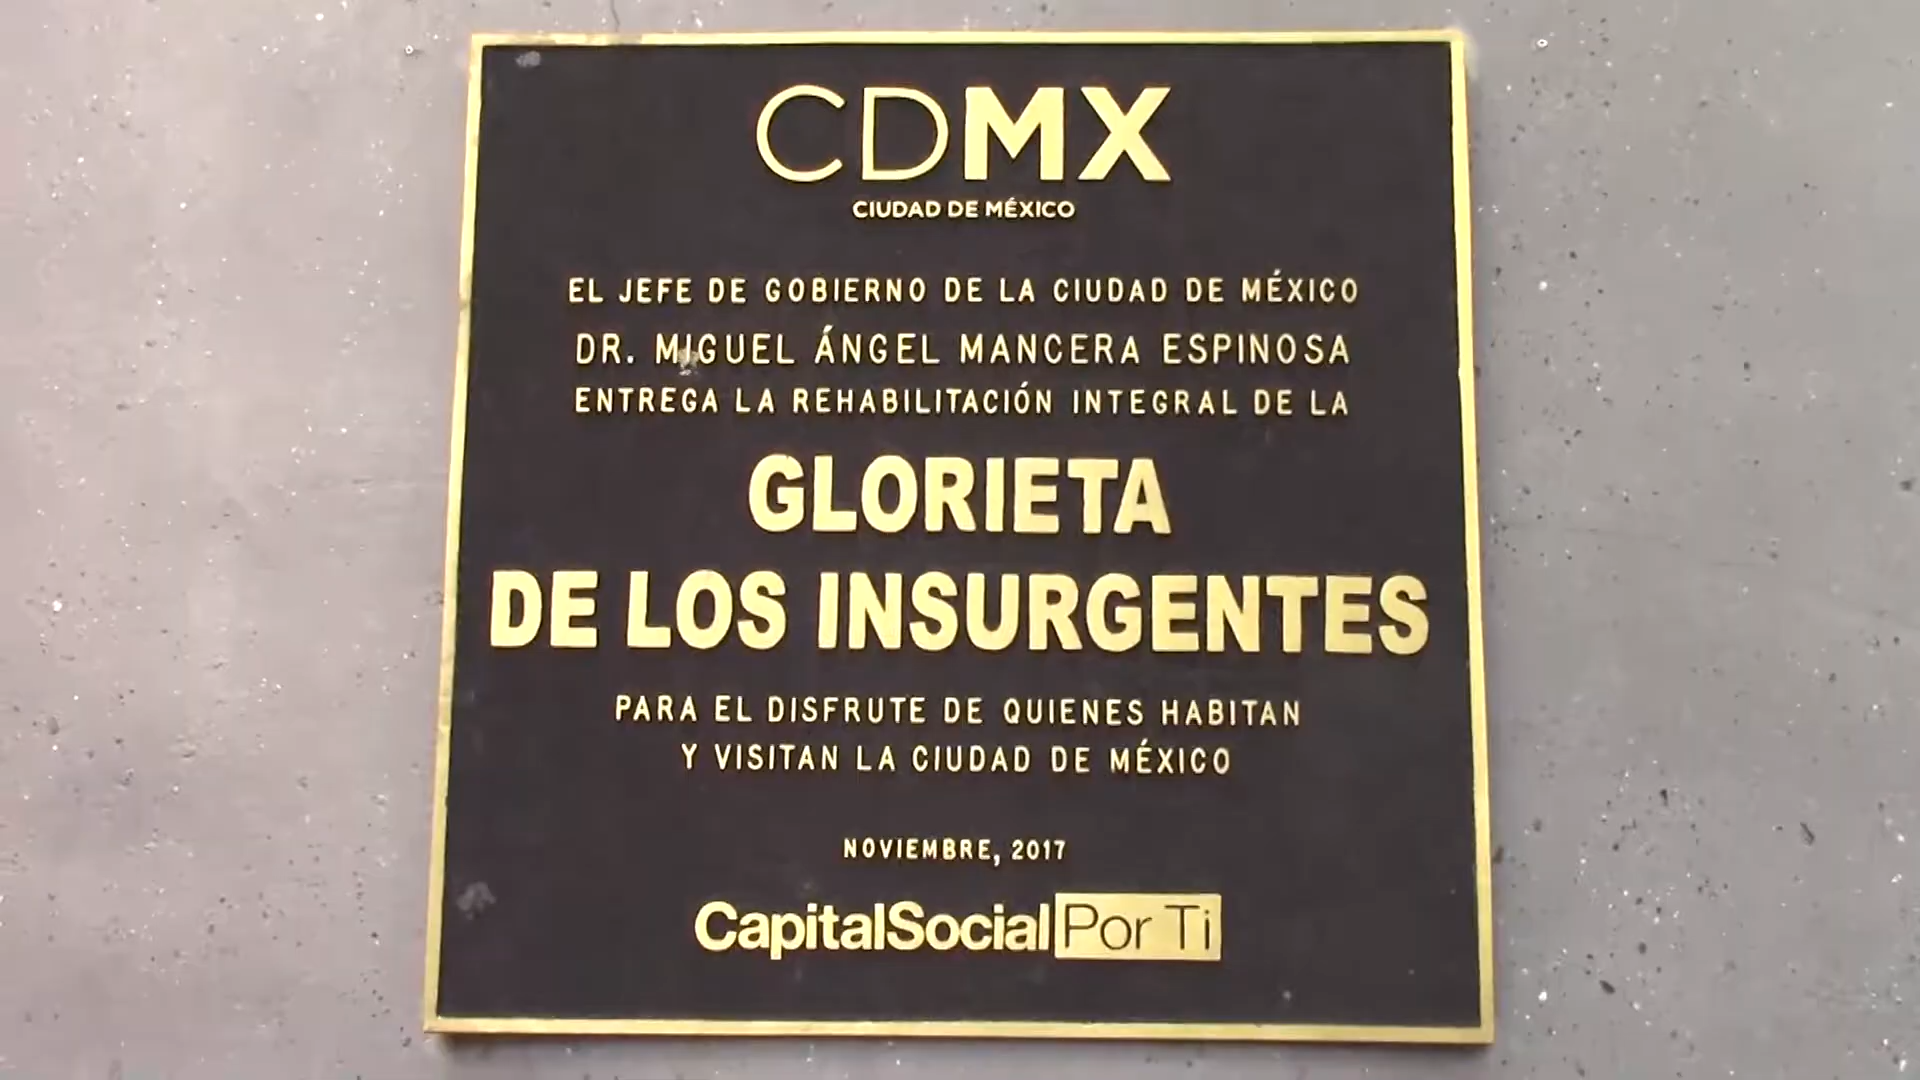 CDMX
CIUDAD DE MÉXICO
EL JEFE DE GOBIERNO DE LA CIUDAD DE MÉXICO
DR. MIGUEL ÁNGEL MANCERA ESPINOSA
ENTREGA LA REHABILITACIÓN INTEGRAL DE LA
GLORIETA
DE LOS INSURGENTES
PARA EL DISFRUTE DE QUIENES HABITAN
Y VISITAN LA CIUDAD DE MÉXICO
NOVIEMBRE, 2017
CapitalSocial Por Ti